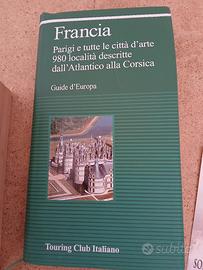 Francia
Parigi e tutte le città d'arte
980 località descritte
dall'Atlantico alla Corsica
Guide d'Europa
Touring Club Italiano
subito
SO